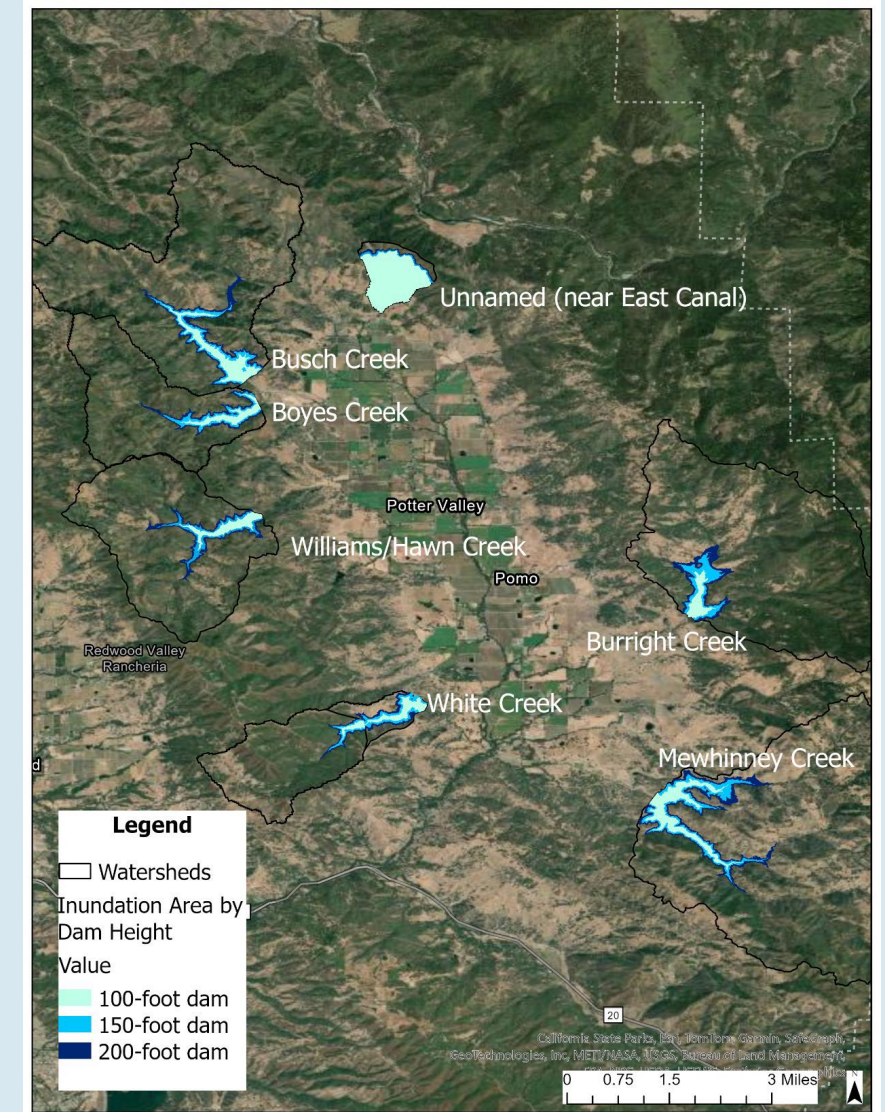 Unnamed (near East Canal)
Busch Creek
Boyes Creek
Potter Valley
Williams/Hawn Creek
Pomo
Burright Creek
Redwood Valley
Rancheria
White Creek
Mewhinney Creek
d
Legend
Watersheds
Inundation Area by
Dam Height
Value
100-foot dam
150-foot dam
200-foot dam
20
California State Parks, Esri, TomTom, Garmin, SafeGraph,
GeoTechnologies, Inc, METI/NASA, USGS, Bureau of Land Management,
0 0.75 1.5 3 Miles
N